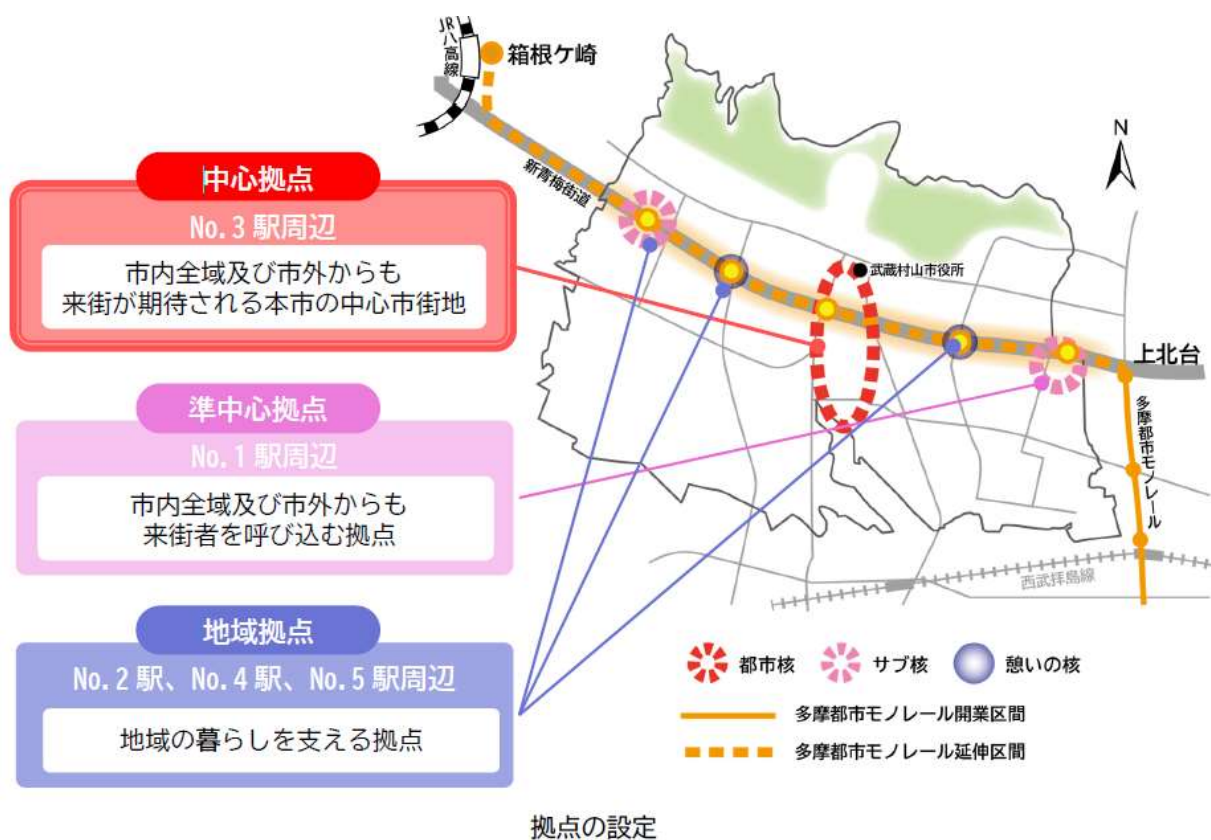 JR八高線
箱根ケ崎
新青梅街道
N
中心拠点
No.3 駅周辺
市内全域及び市外からも
来街が期待される本市の中心市街地
武蔵村山市役所
上北台
多摩都市モノレール
準中心拠点
No.1 駅周辺
市内全域及び市外からも
来街者を呼び込む拠点
西武拝島線
地域拠点
No.2 駅、No.4 駅、No.5 駅周辺
地域の暮らしを支える拠点
都市核
サブ核
憩いの核
多摩都市モノレール開業区間
多摩都市モノレール延伸区間
拠点の設定